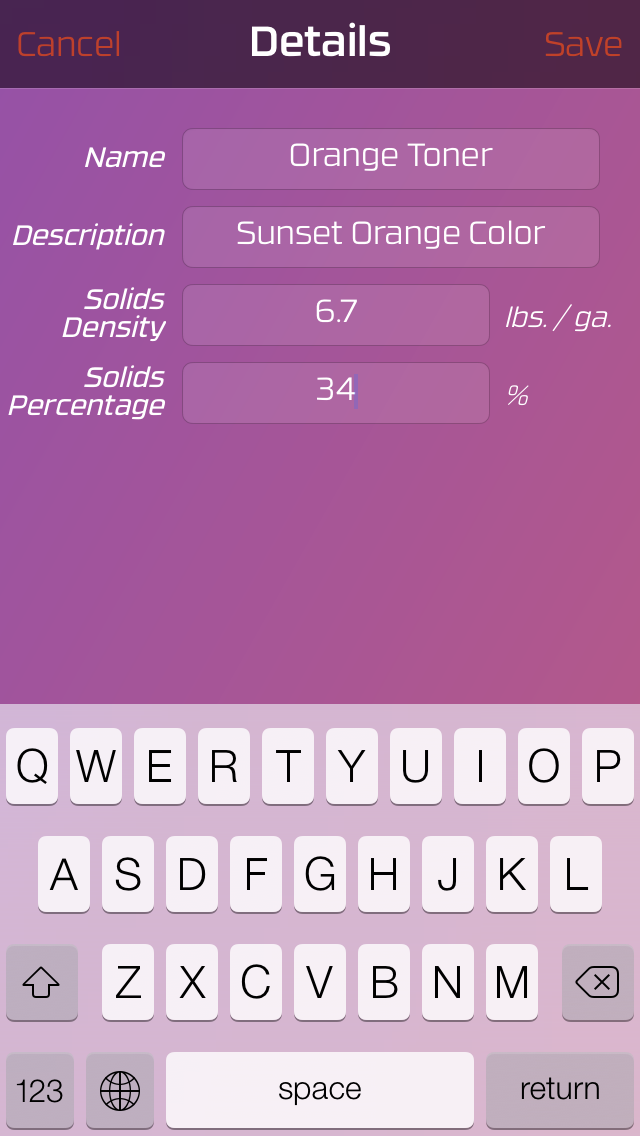 Cancel Details Save
Name Orange Toner
Description Sunset Orange Color
Solids
Density 6.7 lbs. / ga.
Solids
Percentage 34 %
Q W E R T Y U I O P
A S D F G H J K L
Z X C V B N M
123 space return